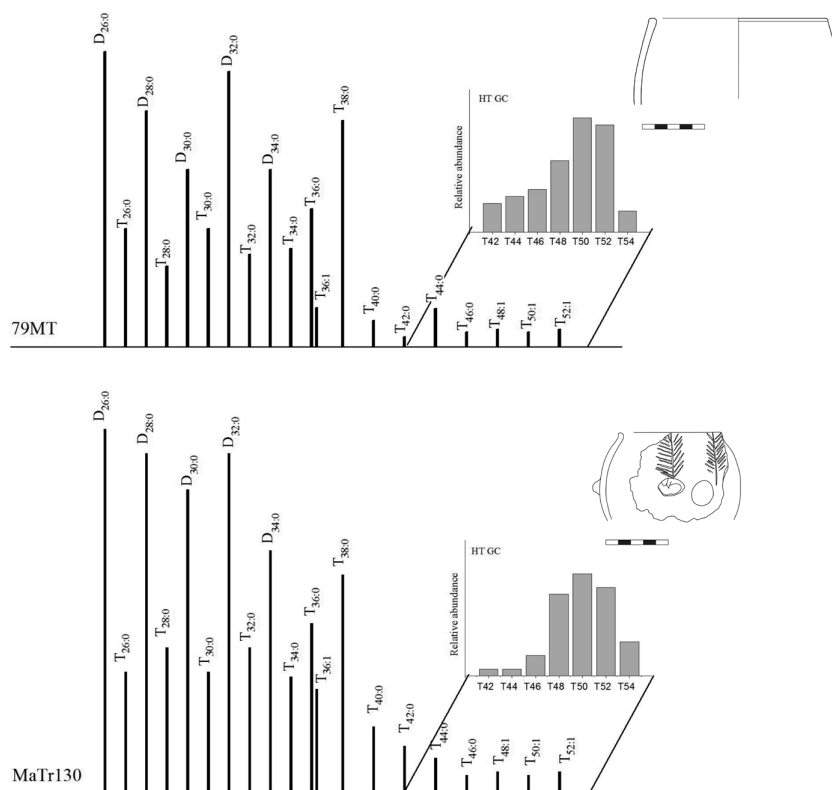 D26:0
T26:0
D28:0
T28:0
D30:0
T30:0
D32:0
T32:0
D34:0
T34:0
T36:0
T36:1
T38:0
T40:0
T42:0
T44:0
T46:0
T48:1
T50:1
T52:1
79MT
HT GC
Relative abundance
T42 T44 T46 T48 T50 T52 T54
D26:0
T26:0
D28:0
T28:0
D30:0
T30:0
D32:0
T32:0
D34:0
T34:0
T36:0
T36:1
T38:0
T40:0
T42:0
T44:0
T46:0
T48:1
T50:1
T52:1
MaTr130
HT GC
Relative abundance
T42 T44 T46 T48 T50 T52 T54